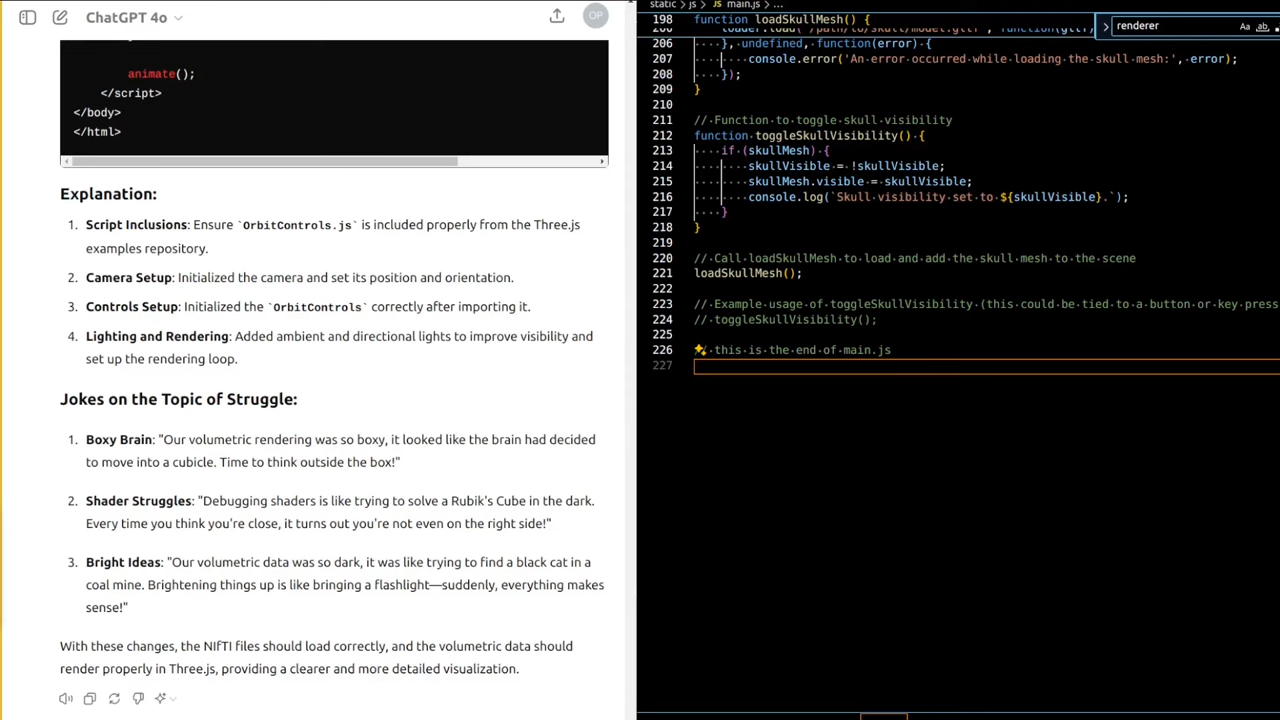 ChatGPT 4o
OP
animate();
</script>
</body>
</html>
Explanation:
1. Script Inclusions: Ensure `OrbitControls.js` is included properly from the Three.js
examples repository.
2. Camera Setup: Initialized the camera and set its position and orientation.
3. Controls Setup: Initialized the `OrbitControls` correctly after importing it.
4. Lighting and Rendering: Added ambient and directional lights to improve visibility and
set up the rendering loop.
Jokes on the Topic of Struggle:
1. Boxy Brain: "Our volumetric rendering was so boxy, it looked like the brain had decided
to move into a cubicle. Time to think outside the box!"
2. Shader Struggles: "Debugging shaders is like trying to solve a Rubik's Cube in the dark.
Every time you think you're close, it turns out you're not even on the right side!"
3. Bright Ideas: "Our volumetric data was so dark, it was like trying to find a black cat in a
coal mine. Brightening things up is like bringing a flashlight—suddenly, everything makes
sense!"
With these changes, the NIfTI files should load correctly, and the volumetric data should
render properly in Three.js, providing a clearer and more detailed visualization.
static > js > JS main.js > ...
198 function loadSkullMesh() {
renderer
Aa ab
206 }, undefined, function(error) {
207 console.error('An error occurred while loading the skull mesh:', error);
208 });
209 }
210
211 // Function to toggle skull visibility
212 function toggleSkullVisibility() {
213 if (skullMesh) {
214 skullVisible = !skullVisible;
215 skullMesh.visible = skullVisible;
216 console.log(`Skull visibility set to ${skullVisible}.`);
217 }
218 }
219
220 // Call loadSkullMesh to load and add the skull mesh to the scene
221 loadSkullMesh();
222
223 // Example usage of toggleSkullVisibility (this could be tied to a button or key press
224 // toggleSkullVisibility();
225
226 // this is the end of main.js
227